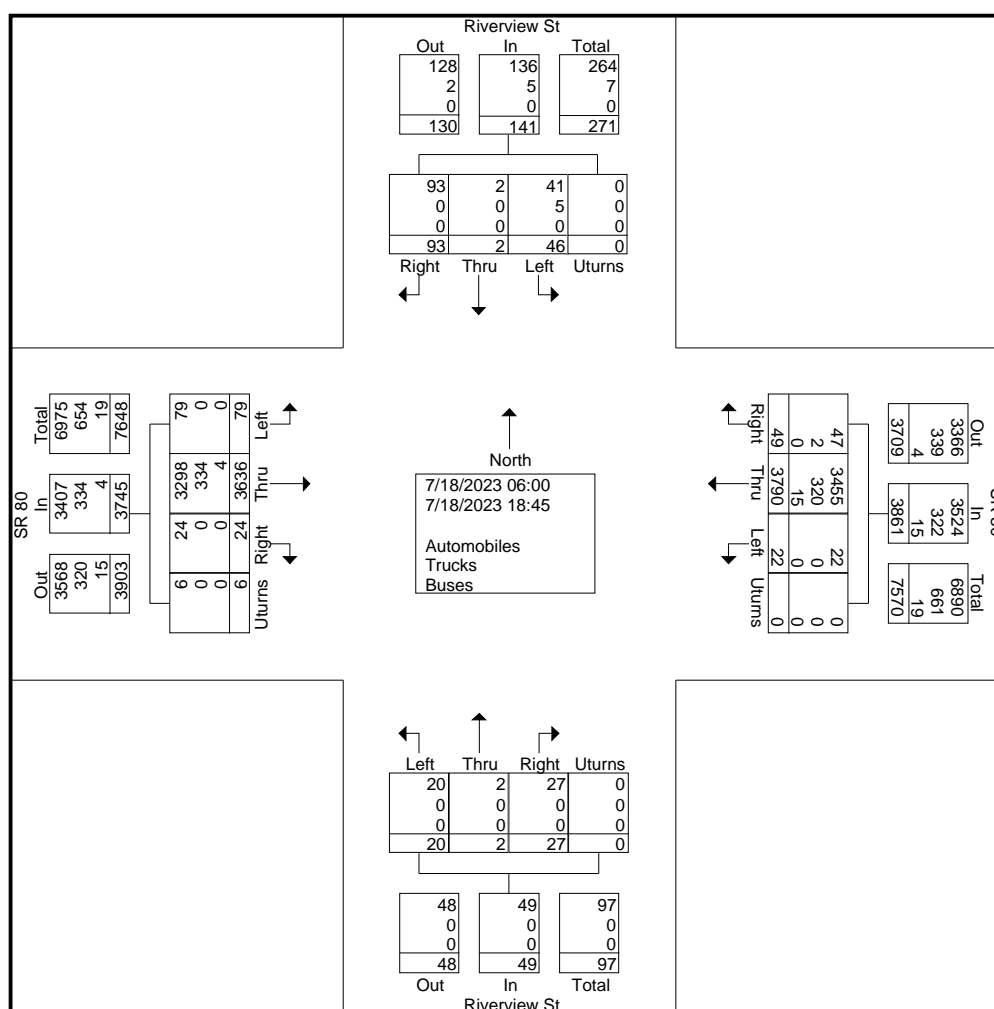 Riverview St
Out In Total
128 136 264
2 5 7
0 0 0
130 141 271
93 2 41 0
0 0 5 0
0 0 0 0
93 2 46 0
Right Thru Left Uturns
SR 80
Total In Out
6975 654 19 7648
3407 334 4 3745
3568 320 15 3903
79 0 0 79 Left
3298 334 4 3636 Thru
24 0 0 24 Right
6 0 0 6 Uturns
North
7/18/2023 06:00
7/18/2023 18:45
Automobiles
Trucks
Buses
Right 49 0 2 47
Thru 3790 15 320 3455
Left 22 0 0 22
Uturns 0 0 0 0
Out In Total
3366 339 4 3709
3524 322 15 3861
6890 661 19 7570
Left Thru Right Uturns
20 2 27 0
0 0 0 0
0 0 0 0
20 2 27 0
48 49 97
0 0 0
0 0 0
48 49 97
Out In Total
Riverview St